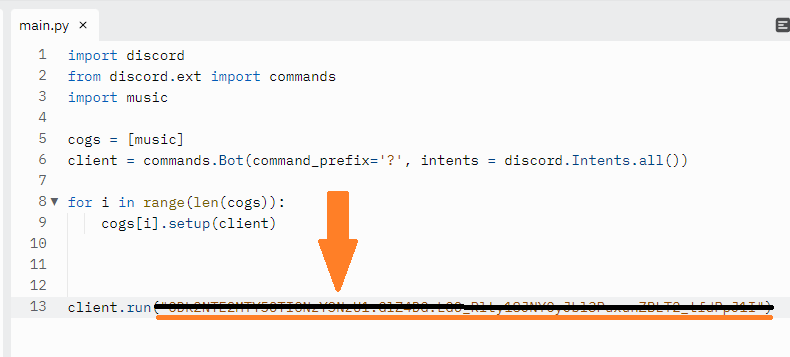 main.py ×
1 import discord
2 from discord.ext import commands
3 import music
4
5 cogs = [music]
6 client = commands.Bot(command_prefix='?', intents = discord.Intents.all())
7
8 for i in range(len(cogs)):
9 cogs[i].setup(client)
10
11
12
13 client.run(" ")